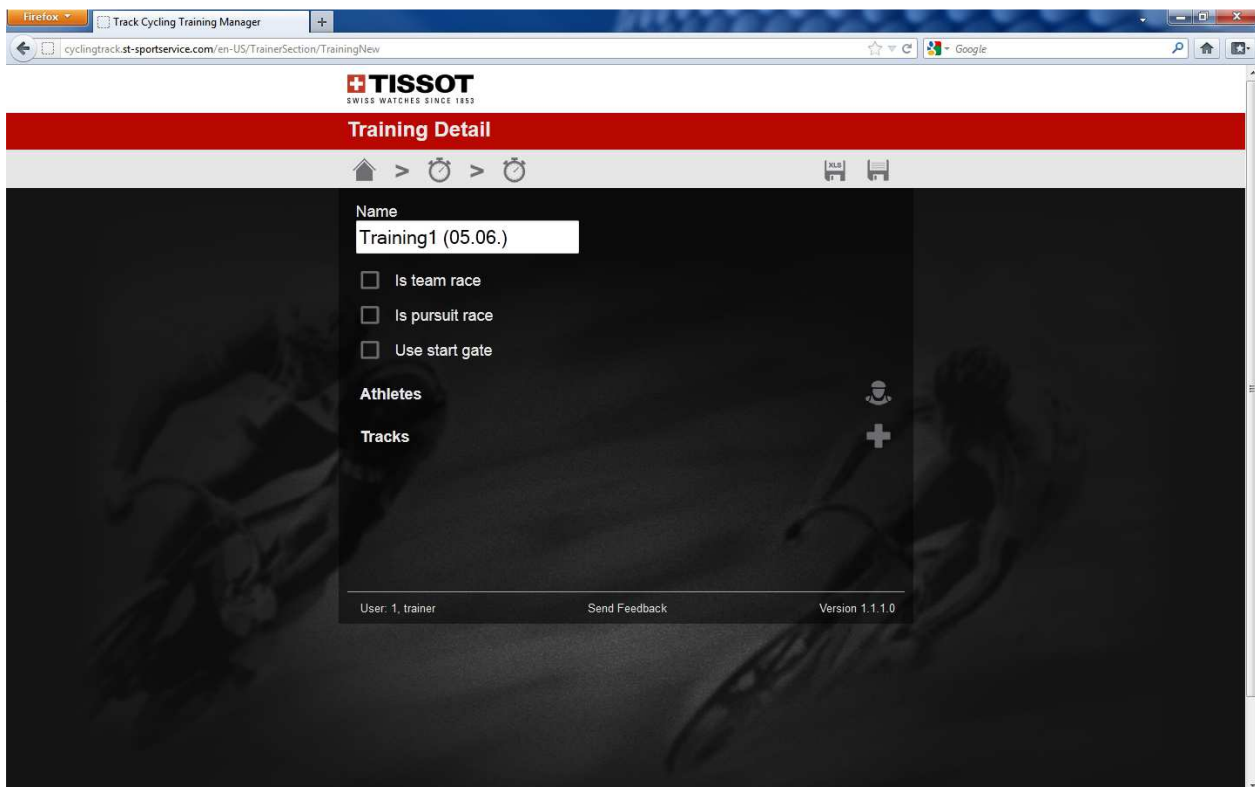 Firefox
Track Cycling Training Manager
cyclingtrack.st-sportservice.com/en-US/TrainerSection/TrainingNew
Google
TISSOT
SWISS WATCHES SINCE 1853
Training Detail
> >
XLS
Name
Training1 (05.06.)
Is team race
Is pursuit race
Use start gate
Athletes
Tracks
User: 1, trainer Send Feedback Version 1.1.1.0